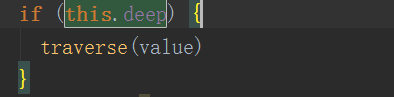 if (this.deep) {
  traverse(value)
}